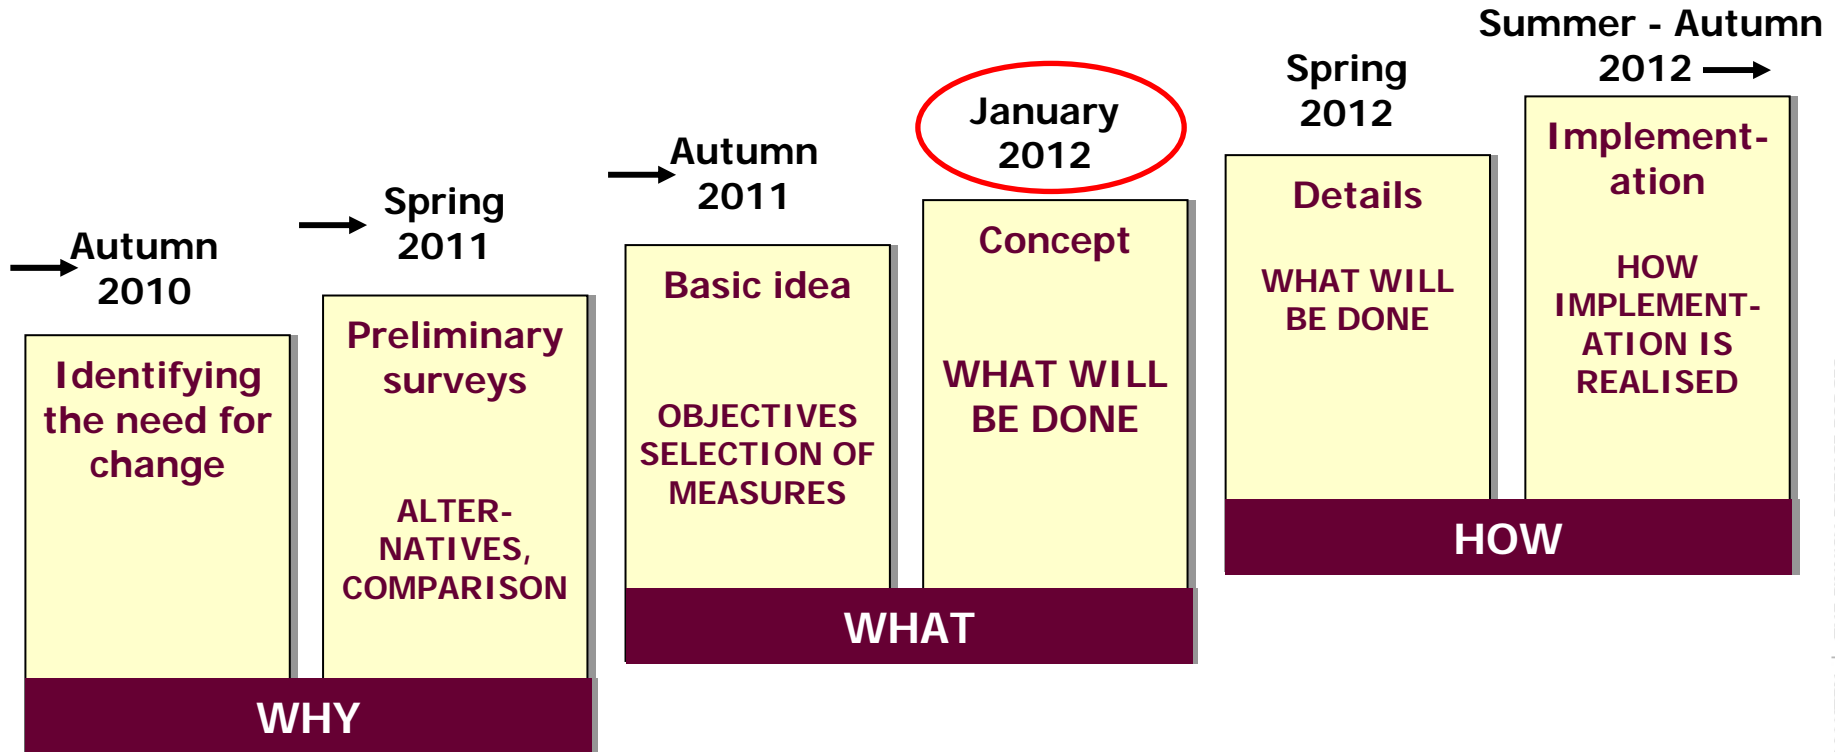 Autumn
2010
Identifying
the need for
change
Spring
2011
Preliminary
surveys
ALTER-
NATIVES,
COMPARISON
WHY
Autumn
2011
Basic idea
OBJECTIVES
SELECTION OF
MEASURES
January
2012
Concept
WHAT WILL
BE DONE
WHAT
Spring
2012
Details
WHAT WILL
BE DONE
Summer - Autumn
2012
Implement-
ation
HOW
IMPLEMENT-
ATION IS
REALISED
HOW